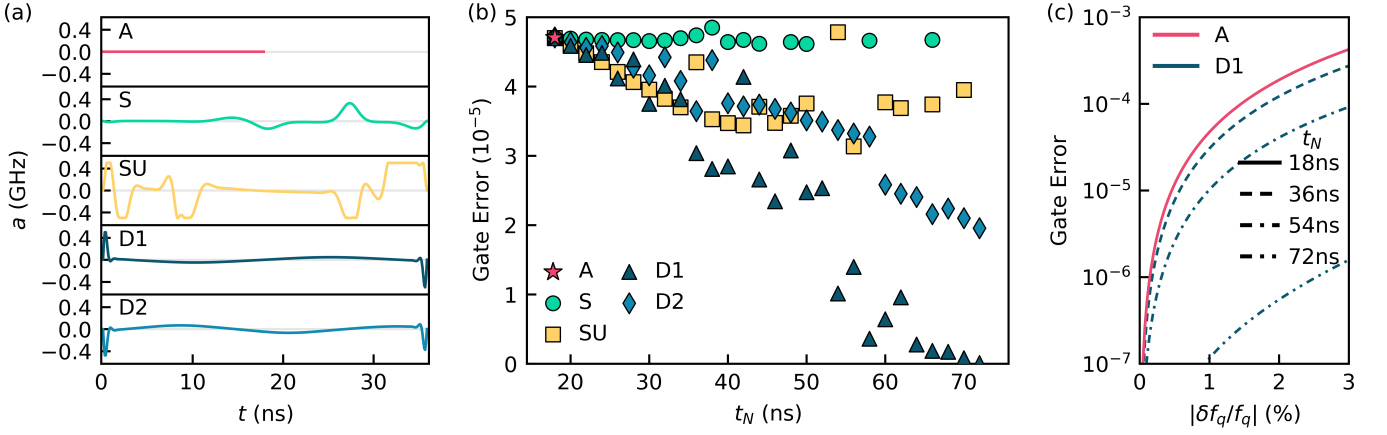 (a)
a (GHz)
0.4
0.0
−0.4
A
0.4
0.0
−0.4
S
0.4
0.0
−0.4
SU
0.4
0.0
−0.4
D1
0.4
0.0
−0.4
D2
0 10 20 30
t (ns)
(b)
Gate Error (10⁻⁵)
5
4
3
2
1
0
A
S
SU
D1
D2
20 30 40 50 60 70
t_N (ns)
(c)
Gate Error
10⁻³
10⁻⁴
10⁻⁵
10⁻⁶
10⁻⁷
A
D1
t_N
18ns
36ns
54ns
72ns
0 1 2 3
|δf_q/f_q| (%)